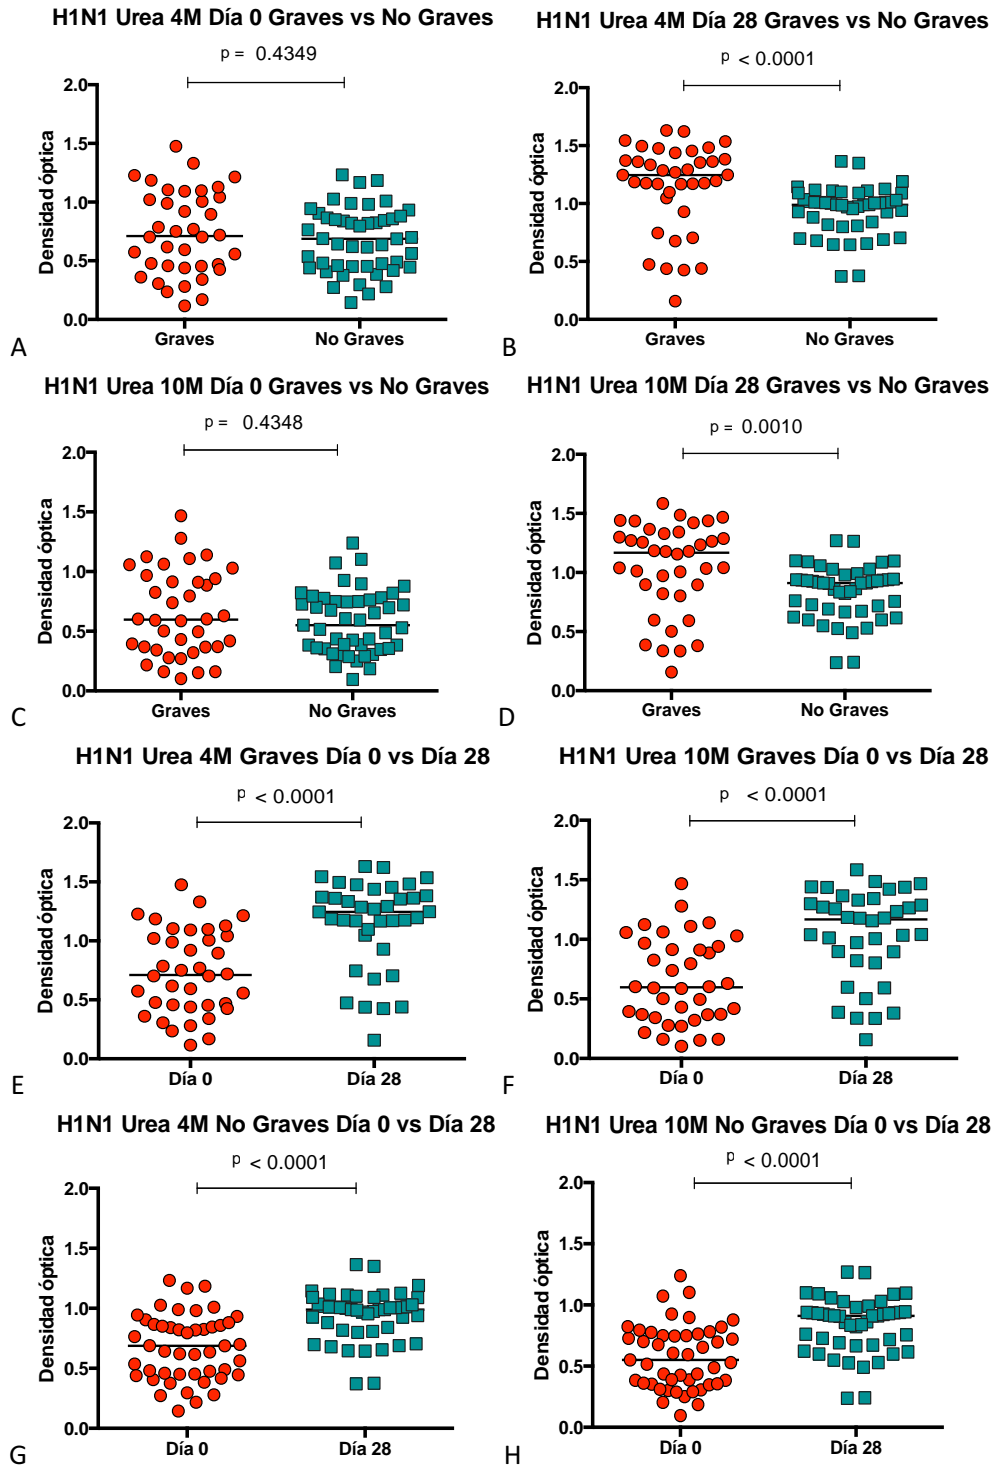 H1N1 Urea 4M Día 0 Graves vs No Graves
p = 0.4349
2.0
1.5
1.0
0.5
0.0
Densidad óptica
Graves
No Graves
A
H1N1 Urea 4M Día 28 Graves vs No Graves
p < 0.0001
2.0
1.5
1.0
0.5
0.0
Densidad óptica
Graves
No Graves
B
H1N1 Urea 10M Día 0 Graves vs No Graves
p = 0.4348
2.0
1.5
1.0
0.5
0.0
Densidad óptica
Graves
No Graves
C
H1N1 Urea 10M Día 28 Graves vs No Graves
p = 0.0010
2.0
1.5
1.0
0.5
0.0
Densidad óptica
Graves
No Graves
D
H1N1 Urea 4M Graves Día 0 vs Día 28
p < 0.0001
2.0
1.5
1.0
0.5
0.0
Densidad óptica
Día 0
Día 28
E
H1N1 Urea 10M Graves Día 0 vs Día 28
p < 0.0001
2.0
1.5
1.0
0.5
0.0
Densidad óptica
Día 0
Día 28
F
H1N1 Urea 4M No Graves Día 0 vs Día 28
p < 0.0001
2.0
1.5
1.0
0.5
0.0
Densidad óptica
Día 0
Día 28
G
H1N1 Urea 10M No Graves Día 0 vs Día 28
p < 0.0001
2.0
1.5
1.0
0.5
0.0
Densidad óptica
Día 0
Día 28
H